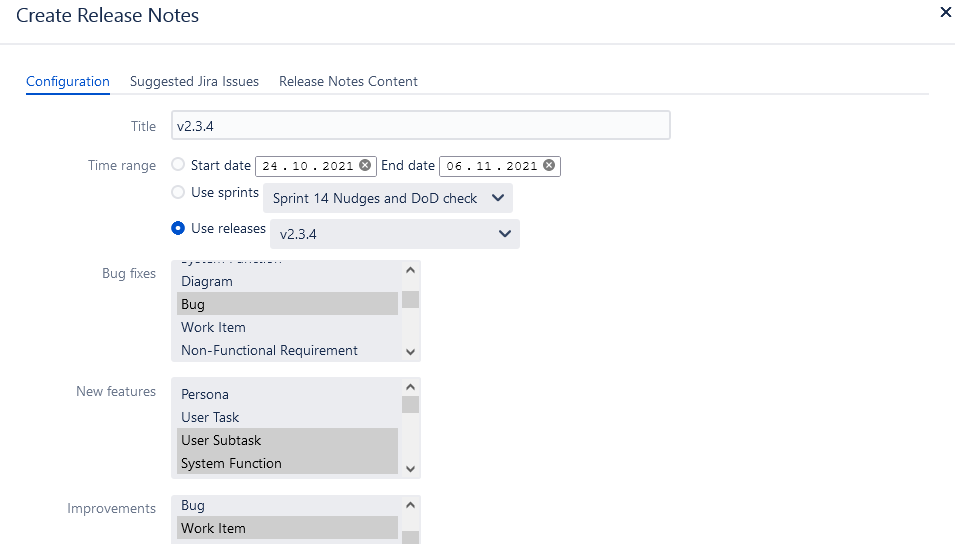 Create Release Notes
Configuration Suggested Jira Issues Release Notes Content
Title v2.3.4
Time range Start date 24 . 10 . 2021 End date 06 . 11 . 2021
Use sprints Sprint 14 Nudges and DoD check
Use releases v2.3.4
Bug fixes
System Function
Diagram
Bug
Work Item
Non-Functional Requirement
New features
Persona
User Task
User Subtask
System Function
Improvements
Bug
Work Item